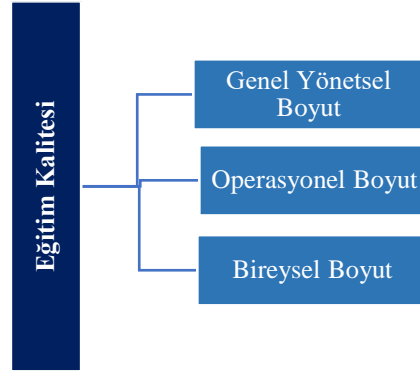 Eğitim Kalitesi
Genel Yönetsel
Boyut
Operasyonel Boyut
Bireysel Boyut